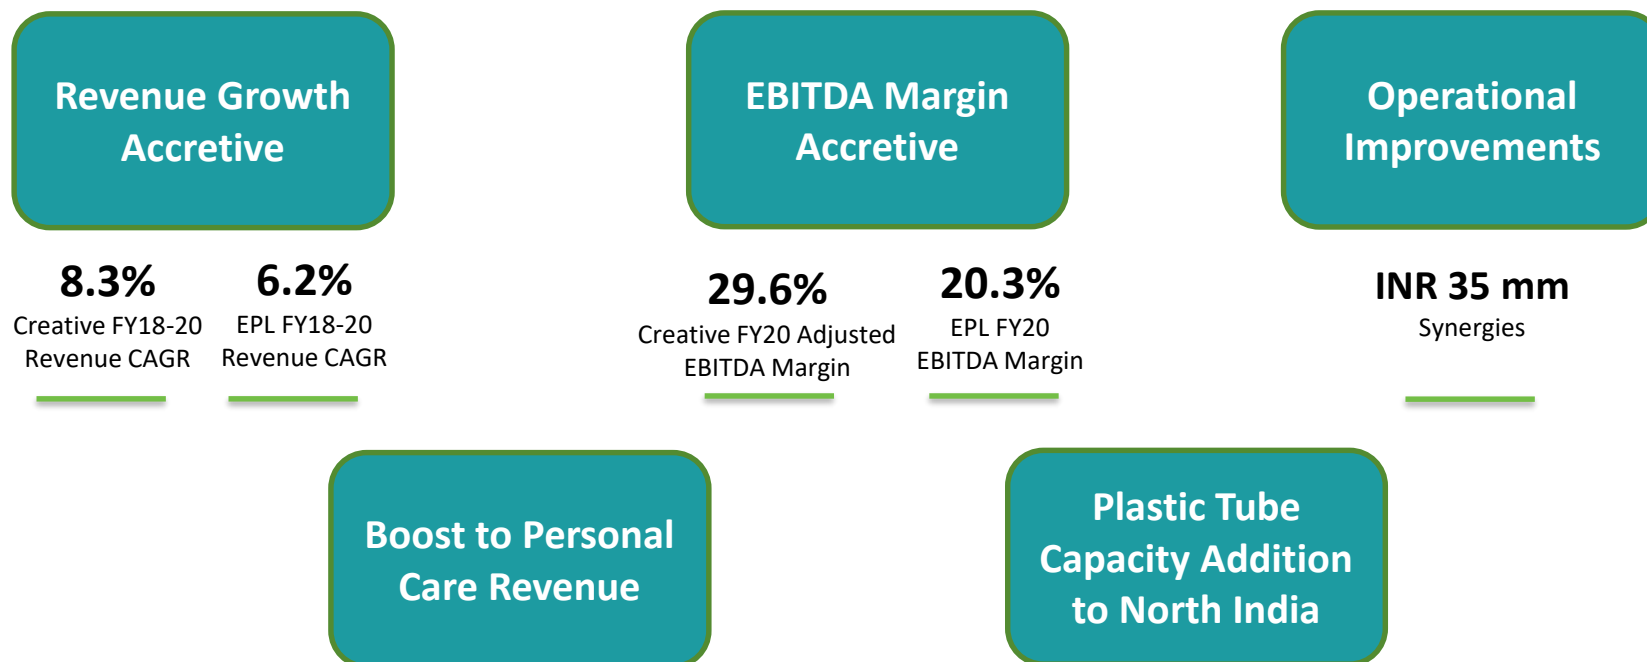 Revenue Growth
Accretive
8.3%
Creative FY18-20
Revenue CAGR
6.2%
EPL FY18-20
Revenue CAGR
EBITDA Margin
Accretive
29.6%
Creative FY20 Adjusted
EBITDA Margin
20.3%
EPL FY20
EBITDA Margin
Operational
Improvements
INR 35 mm
Synergies
Boost to Personal
Care Revenue
Plastic Tube
Capacity Addition
to North India